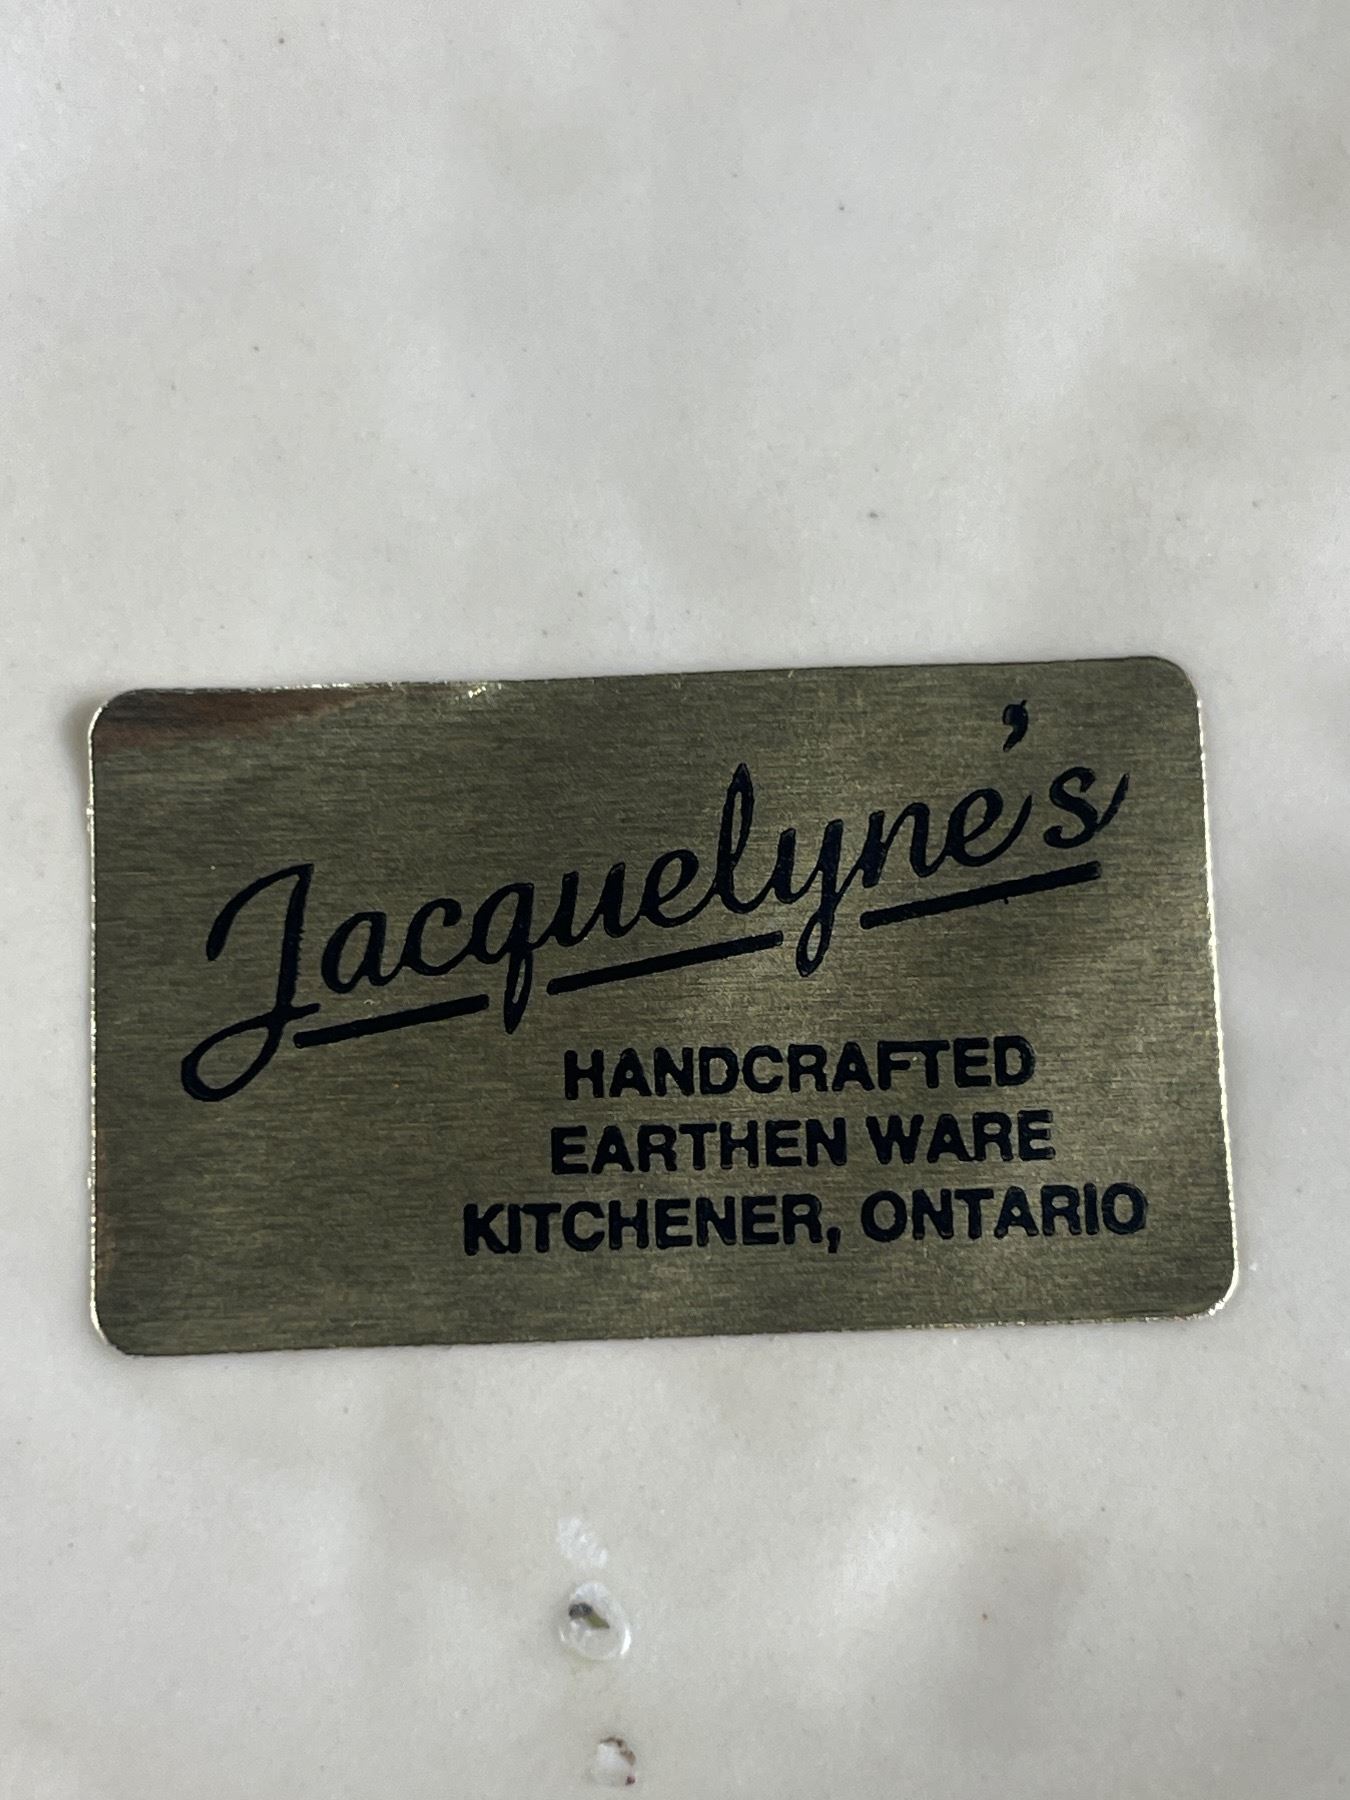 Jacquelyne's
HANDCRAFTED
EARTHEN WARE
KITCHENER, ONTARIO